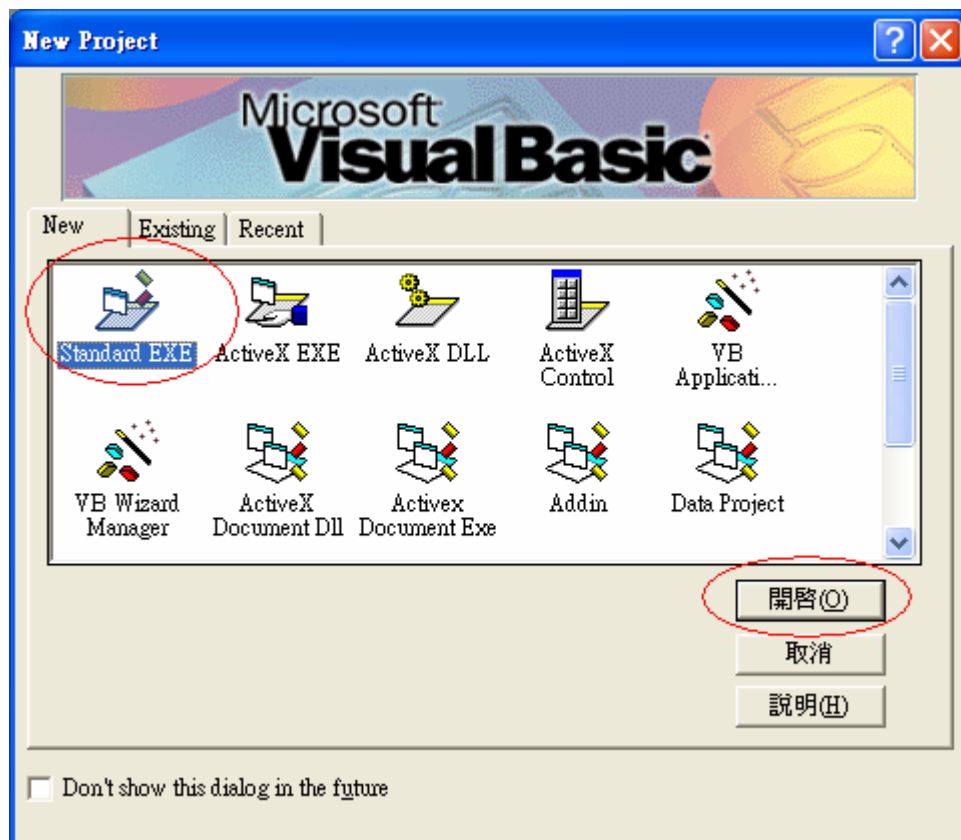 New Project
Microsoft
Visual Basic
New Existing Recent
Standard EXE ActiveX EXE ActiveX DLL ActiveX Control VB Applicati...
VB Wizard Manager ActiveX Document Dll Activex Document Exe Addin Data Project
開啓(O)
取消
說明(H)
Don't show this dialog in the future